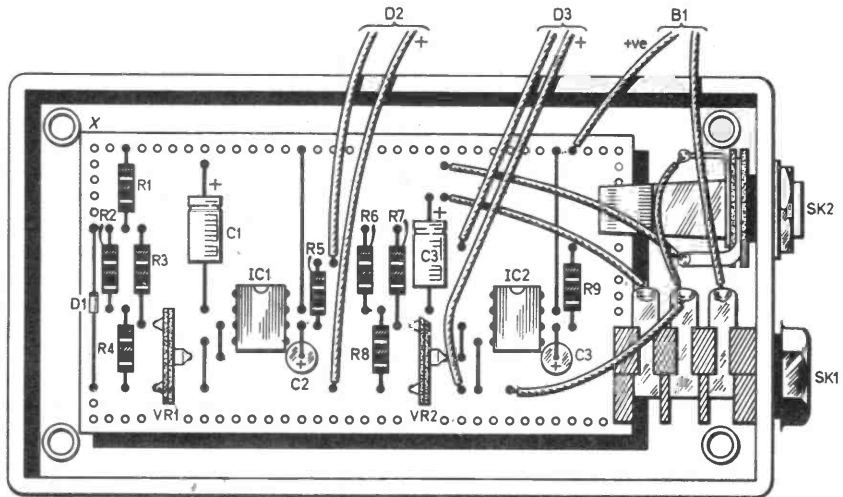 D2 D3 B1
+ + +ve
X
R1
+
R2 R3 C1 R5 R6 R7 + C3 SK2
D1 IC1 IC2 R9
R4 R8
+ +
VR1 C2 VR2 C3 SK1